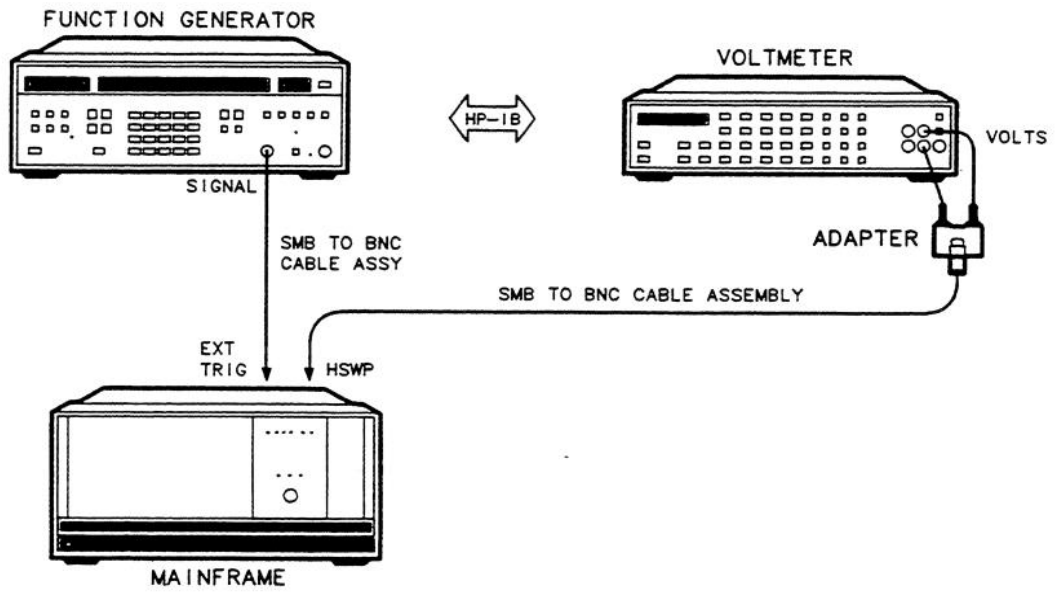 FUNCTION GENERATOR
VOLTMETER
HP-IB
VOLTS
SIGNAL
ADAPTER
SMB TO BNC
CABLE ASSY
SMB TO BNC CABLE ASSEMBLY
EXT
TRIG
HSWP
MAINFRAME